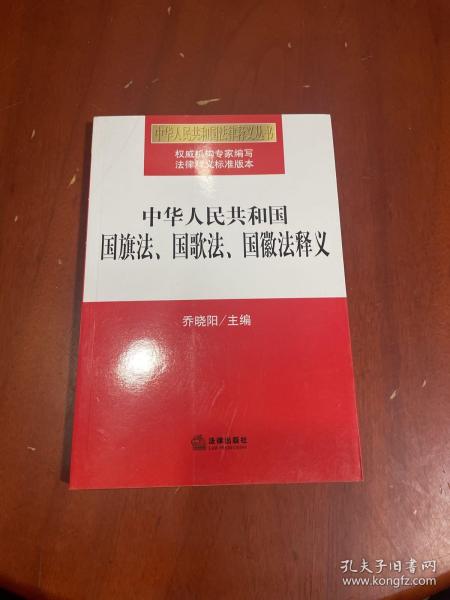 中华人民共和国法律释义丛书
权威机构专家编写
法律释义标准版本
中华人民共和国
国旗法、国歌法、国徽法释义
乔晓阳/主编
法律出版社
LAW PRESS·CHINA
孔夫子旧书网
www.kongfz.com